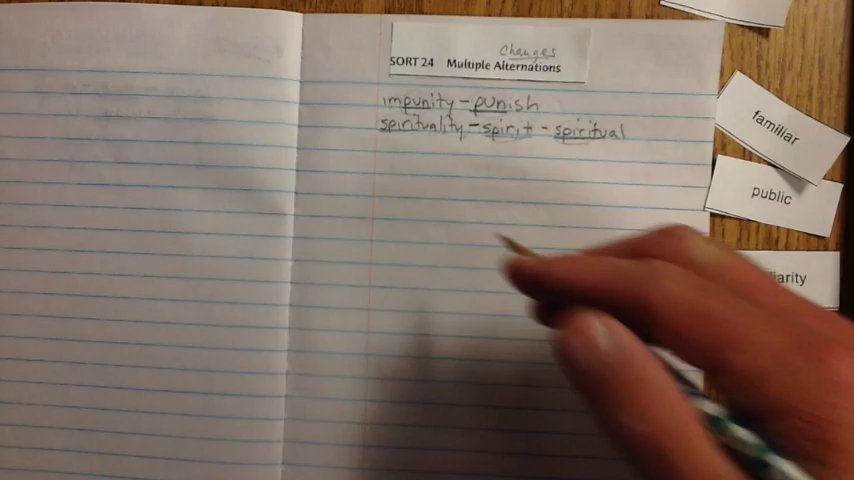 changes
SORT 24 Multiple Alternations
impunity - punish
spirituality - spirit - spiritual
familiar
public